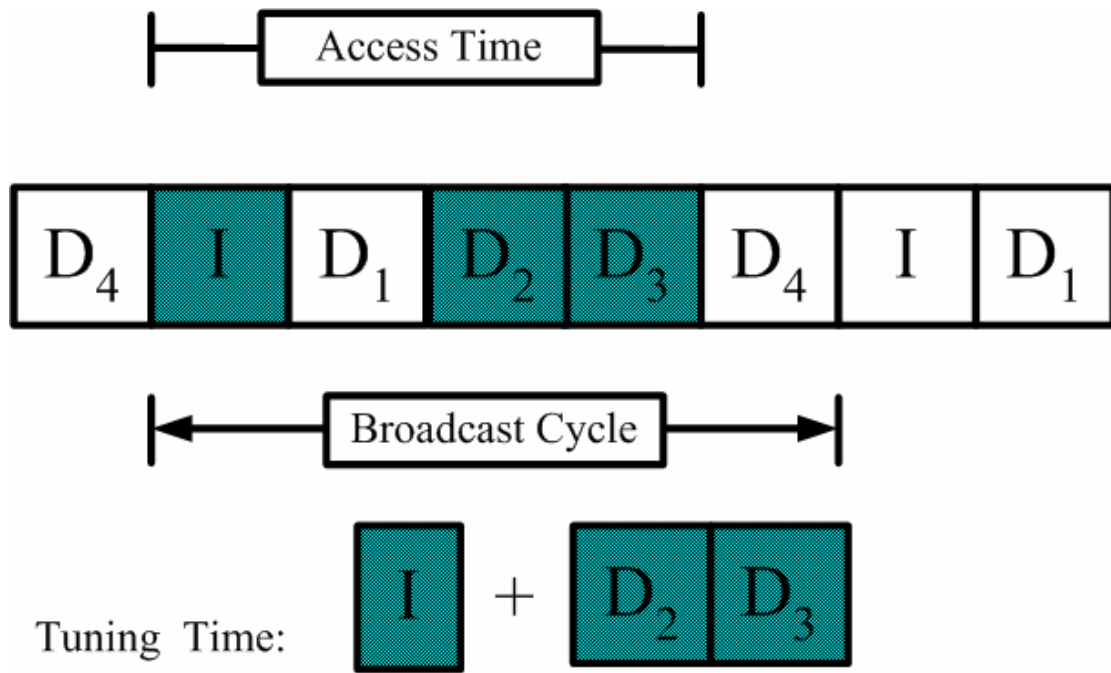 Access Time
D₄ I D₁ D₂ D₃ D₄ I D₁
Broadcast Cycle
Tuning Time: I + D₂ D₃